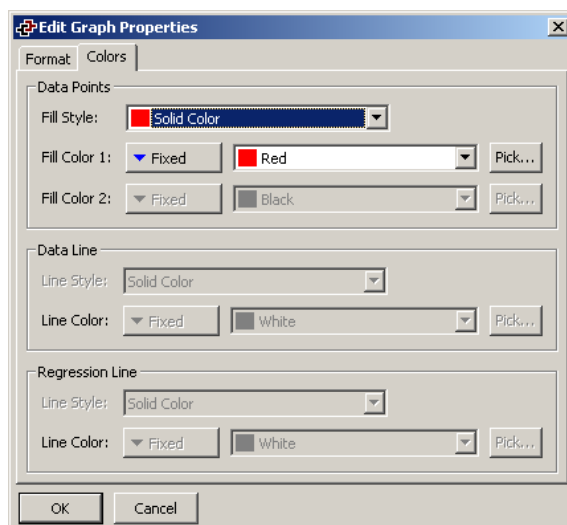 Edit Graph Properties
Format Colors
Data Points
Fill Style: Solid Color
Fill Color 1: Fixed Red Pick...
Fill Color 2: Fixed Black Pick...
Data Line
Line Style: Solid Color
Line Color: Fixed White Pick...
Regression Line
Line Style: Solid Color
Line Color: Fixed White Pick...
OK Cancel